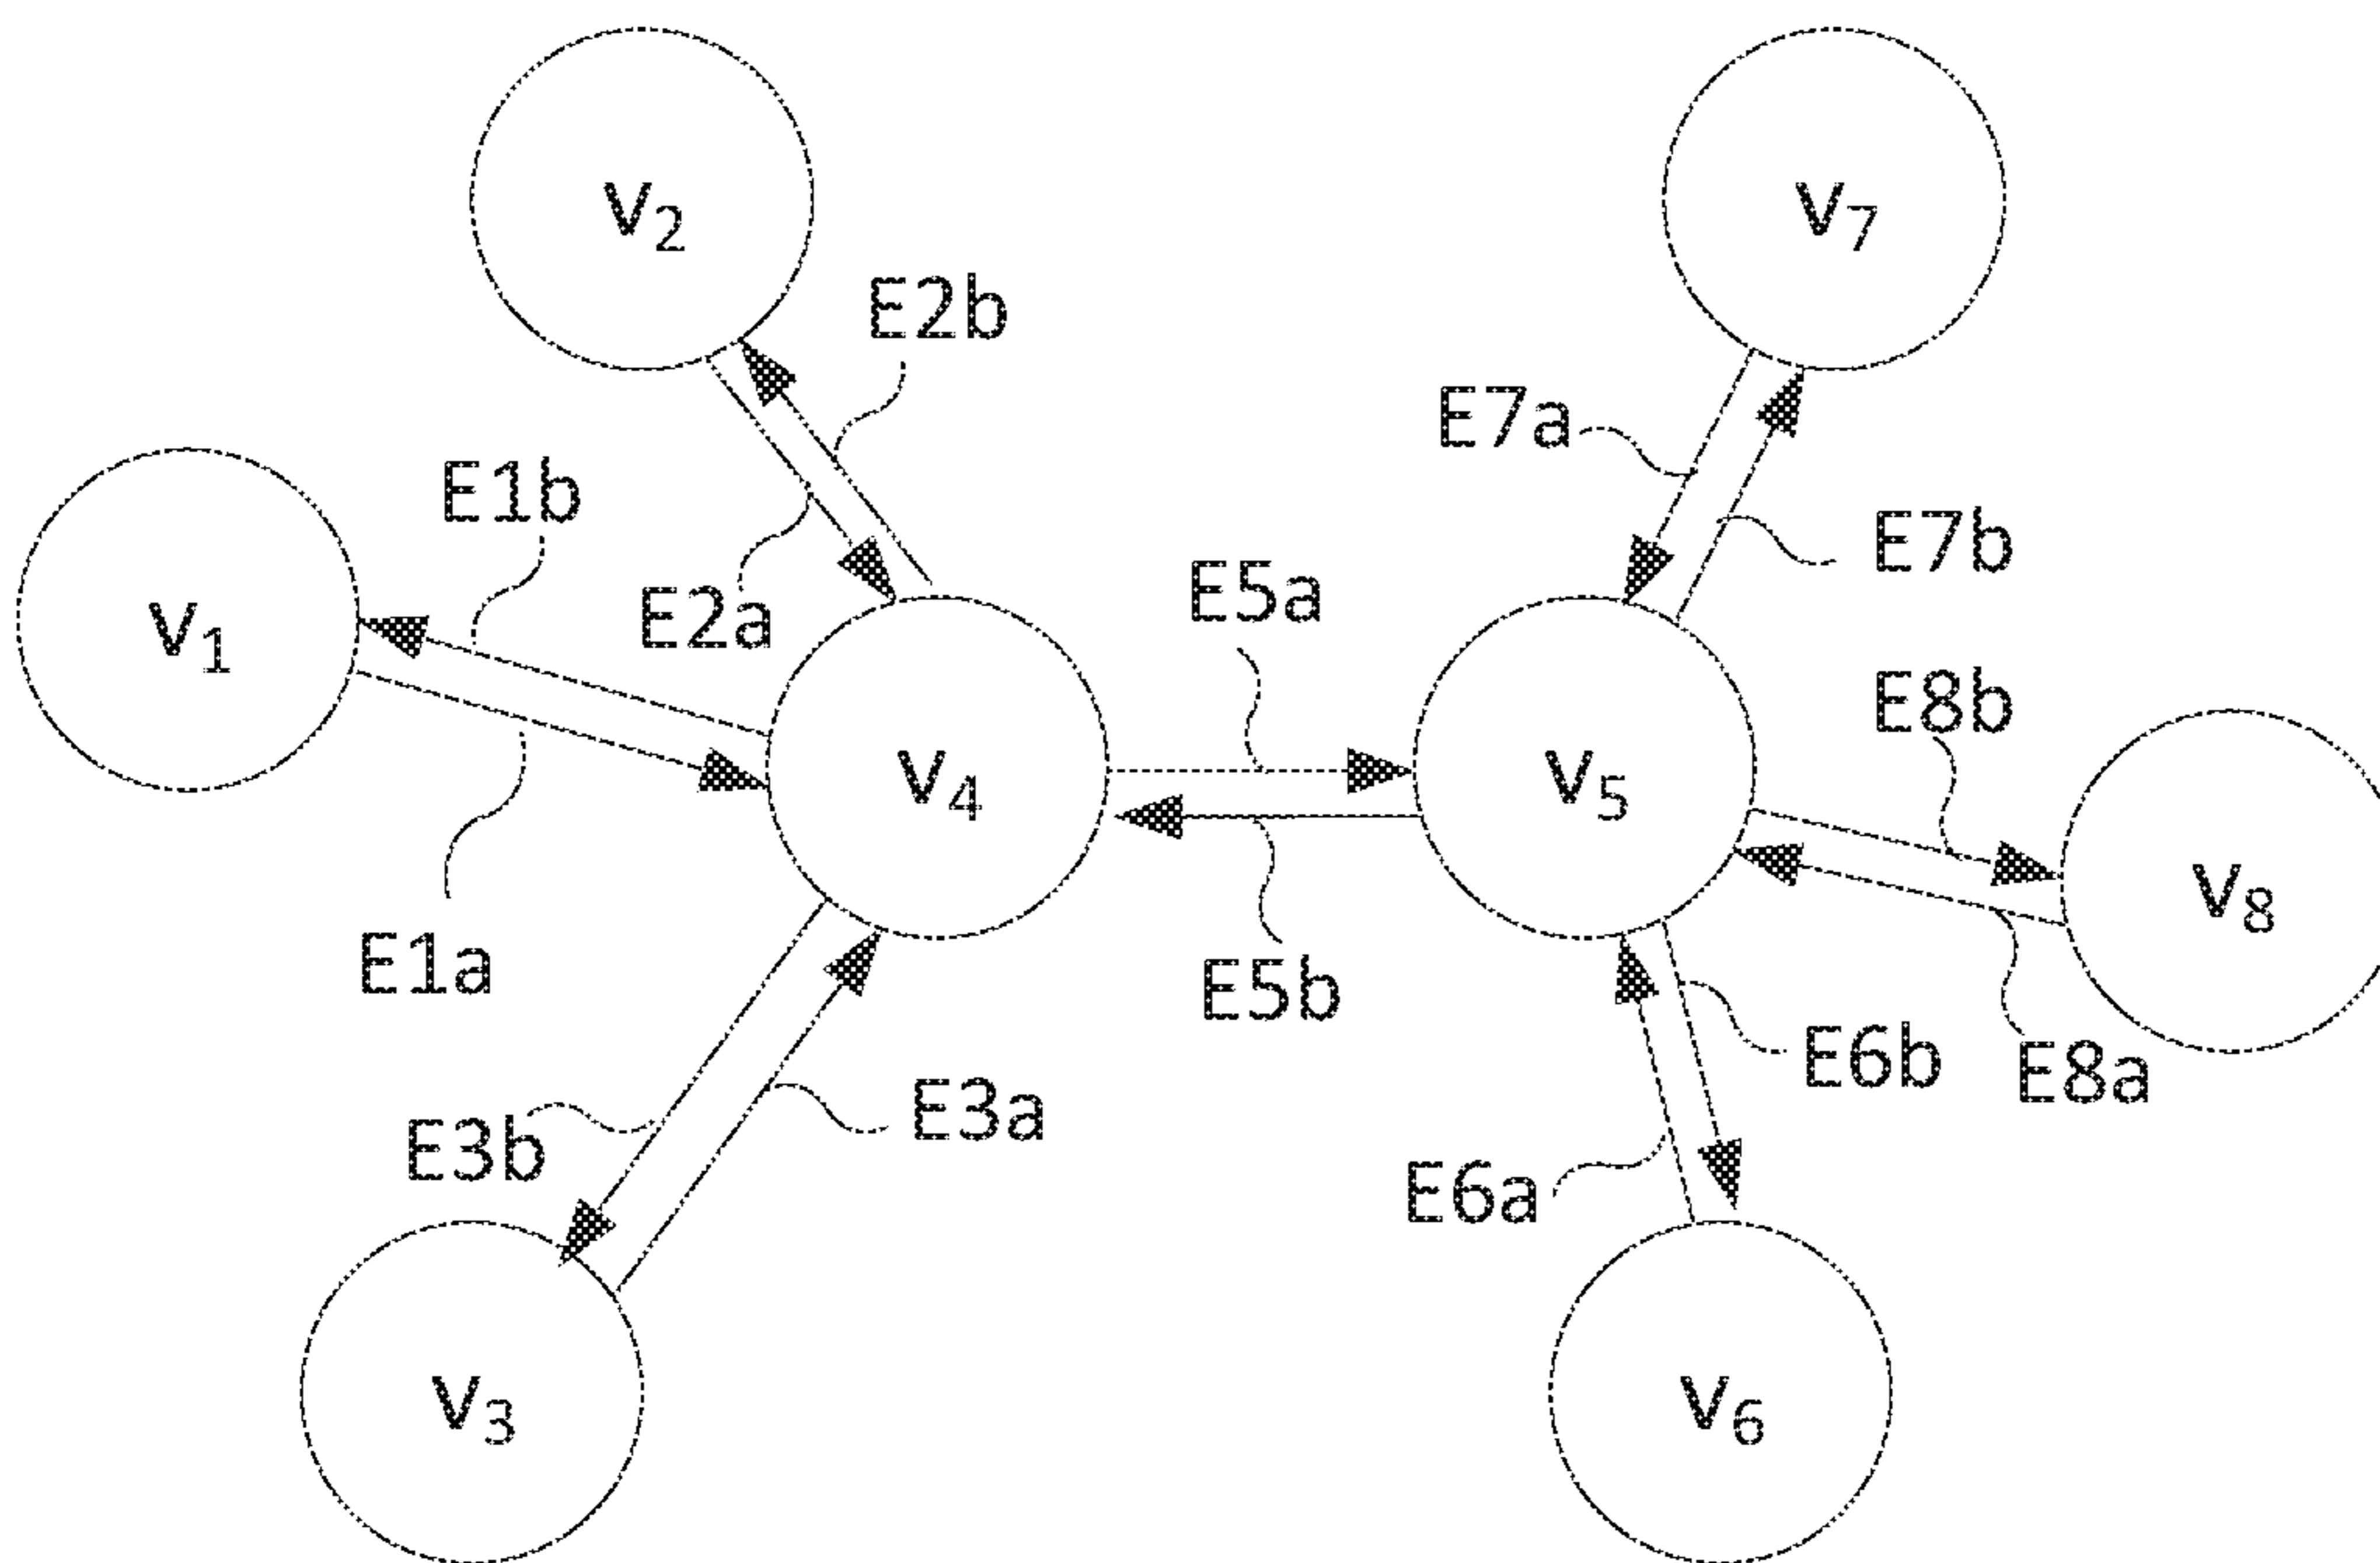 v₂
v₇
E2b
E7a
E1b
E7b
E5a
E2a
v₁
E8b
v₄
v₅
v₈
E1a
E5b
E6b
E8a
E3a
E3b
E6a
v₃
v₆